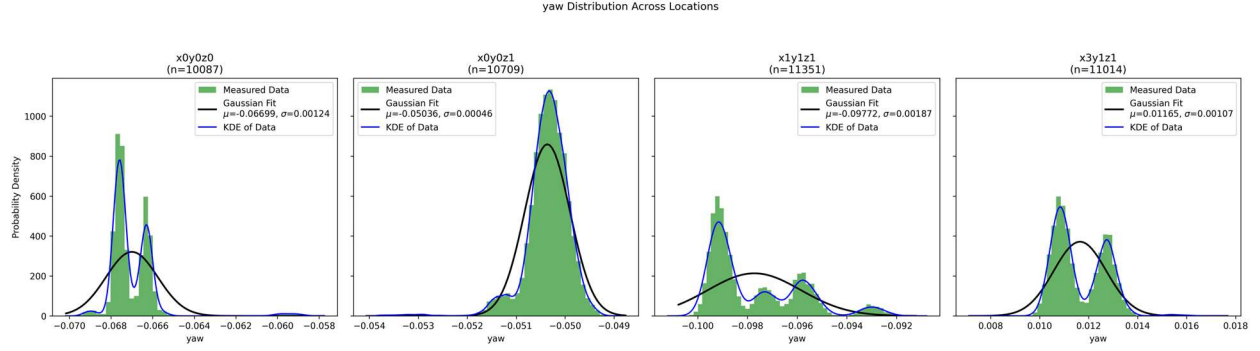 yaw Distribution Across Locations
x0y0z0
(n=10087)
Measured Data
Gaussian Fit
μ=-0.06699, σ=0.00124
KDE of Data
1000
800
600
400
200
0
Probability Density
−0.070 −0.068 −0.066 −0.064 −0.062 −0.060 −0.058
yaw
x0y0z1
(n=10709)
Measured Data
Gaussian Fit
μ=-0.05036, σ=0.00046
KDE of Data
−0.054 −0.053 −0.052 −0.051 −0.050 −0.049
yaw
x1y1z1
(n=11351)
Measured Data
Gaussian Fit
μ=-0.09772, σ=0.00187
KDE of Data
−0.100 −0.098 −0.096 −0.094 −0.092
yaw
x3y1z1
(n=11014)
Measured Data
Gaussian Fit
μ=0.01165, σ=0.00107
KDE of Data
0.008 0.010 0.012 0.014 0.016 0.018
yaw